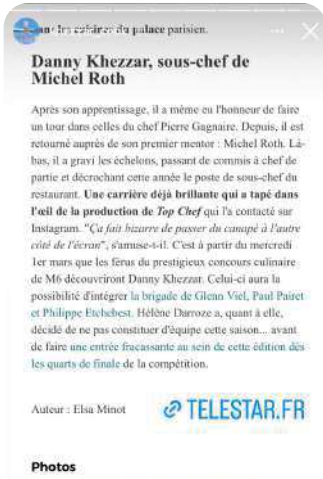 les cuisines du palace parisien.
Danny Khezzar, sous-chef de
Michel Roth
Après son apprentissage, il a même eu l'honneur de faire
un tour dans celles du chef Pierre Gagnaire. Depuis, il est
retourné auprès de son premier mentor : Michel Roth. Là-
bas, il a gravi les échelons, passant de commis à chef de
partie et décrochant cette année le poste de sous-chef du
restaurant. Une carrière déjà brillante qui a tapé dans
l'œil de la production de Top Chef qui l'a contacté sur
Instagram. "Ça fait bizarre de passer du canapé à l'autre
côté de l'écran", s'amuse-t-il. C'est à partir du mercredi
1er mars que les férus du prestigieux concours culinaire
de M6 découvriront Danny Khezzar. Celui-ci aura la
possibilité d'intégrer la brigade de Glenn Viel, Paul Pairet
et Philippe Etchebest. Hélène Darroze a, quant à elle,
décidé de ne pas constituer d'équipe cette saison... avant
de faire une entrée fracassante au sein de cette édition dès
les quarts de finale de la compétition.
Auteur : Elsa Minot
TELESTAR.FR
Photos